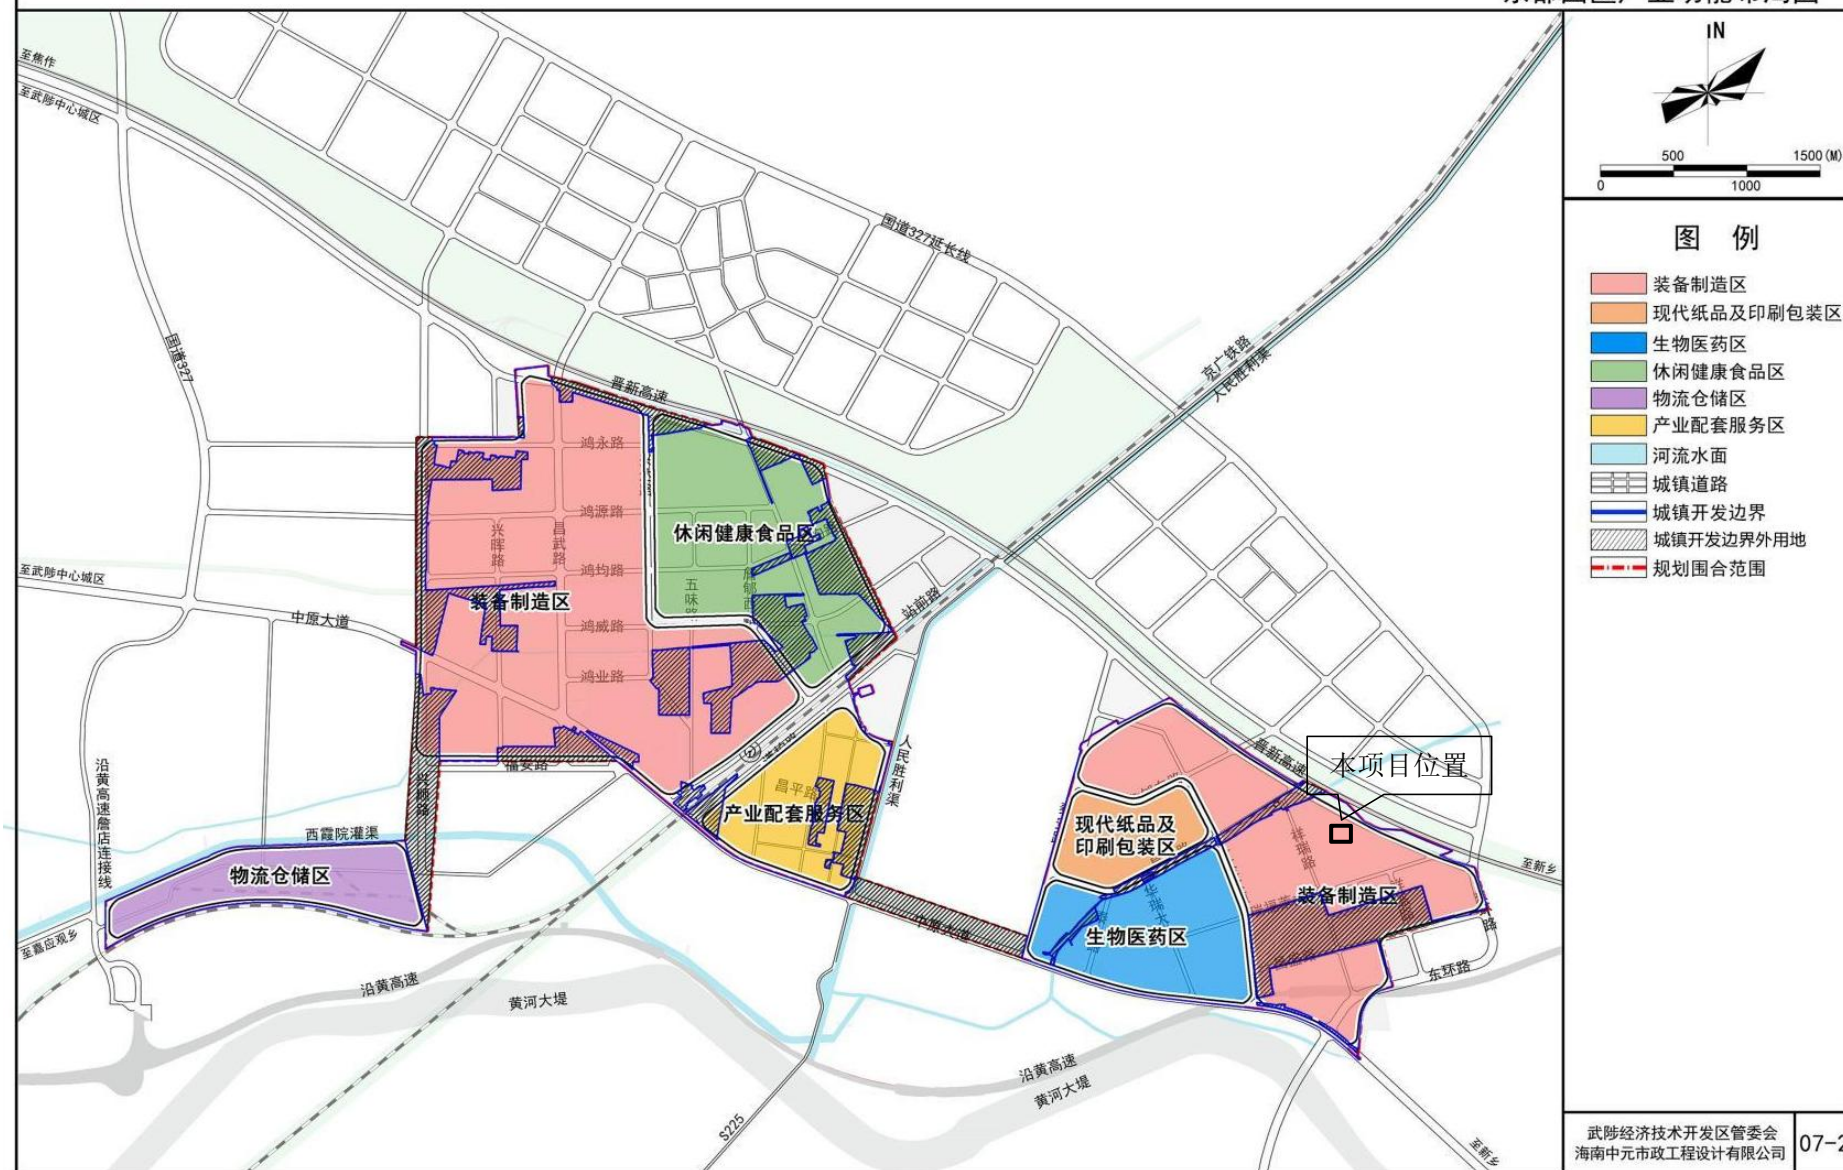 N
500
1500(M)
0
1000
图 例
装备制造区
现代纸品及印刷包装区
生物医药区
休闲健康食品区
物流仓储区
产业配套服务区
河流水面
城镇道路
城镇开发边界
城镇开发边界外用地
规划围合范围
武陟经济技术开发区管委会
海南中元市政工程设计有限公司
07-2
至焦作
至武陟中心城区
国道327延长线
国道327
京广铁路
人民胜利渠
晋新高速
鸿永路
鸿源路
休闲健康食品区
兴晖路
昌武路
鸿均路
五味路
至武陟中心城区
装备制造区
站前路
中原大道
鸿威路
鸿业路
人民胜利渠
晋新高速
本项目位置
福安路
兴顺路
沿黄高速詹店连接线
昌平路
产业配套服务区
现代纸品及
印刷包装区
祥瑞路
西霞院灌渠
物流仓储区
至新乡
华瑞大
装备制造区
中原大道
生物医药区
至嘉应观乡
东环路
沿黄高速
黄河大堤
沿黄高速
黄河大堤
S225
至新乡